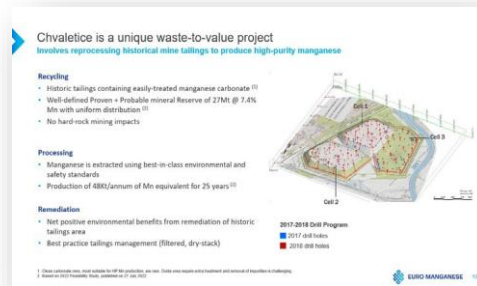 Chvaletice is a unique waste-to-value project
Involves reprocessing historical mine tailings to produce high-purity manganese
Recycling
• Historic tailings containing easily-treated manganese carbonate (1)
• Well-defined Proven + Probable mineral Reserve of 27Mt @ 7.4%
Mn with uniform distribution (2)
• No hard-rock mining impacts
Processing
• Manganese is extracted using best-in-class environmental and
safety standards
• Production of 48Kt/annum of Mn equivalent for 25 years (2)
Remediation
• Net positive environmental benefits from remediation of historic
tailings area
• Best practice tailings management (filtered, dry-stack)
Cell 1
Cell 3
Cell 2
2017-2018 Drill Program
2017 drill holes
2018 drill holes
EURO MANGANESE